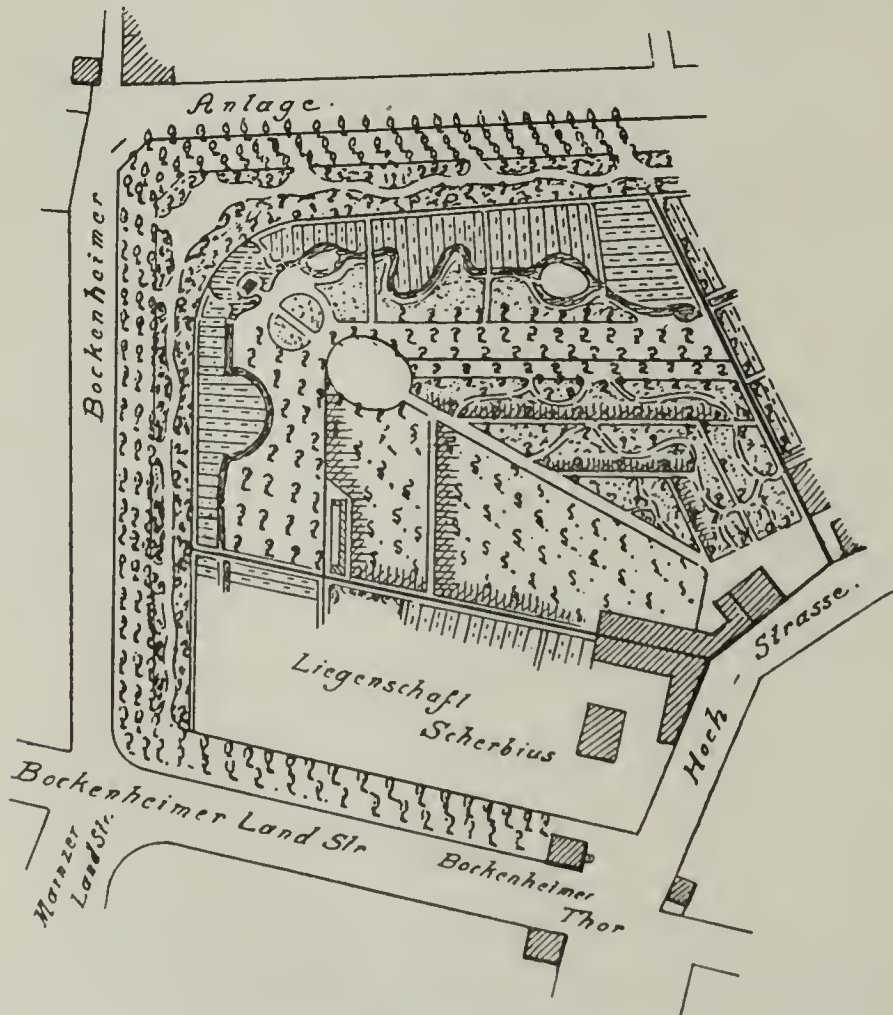 Anlage.
Bockenheimer
Liegenschaft
Scherbius
Hoch - Strasse.
Bockenheimer Land Str
Mainzer
Land Str.
Bockenheimer
Thor